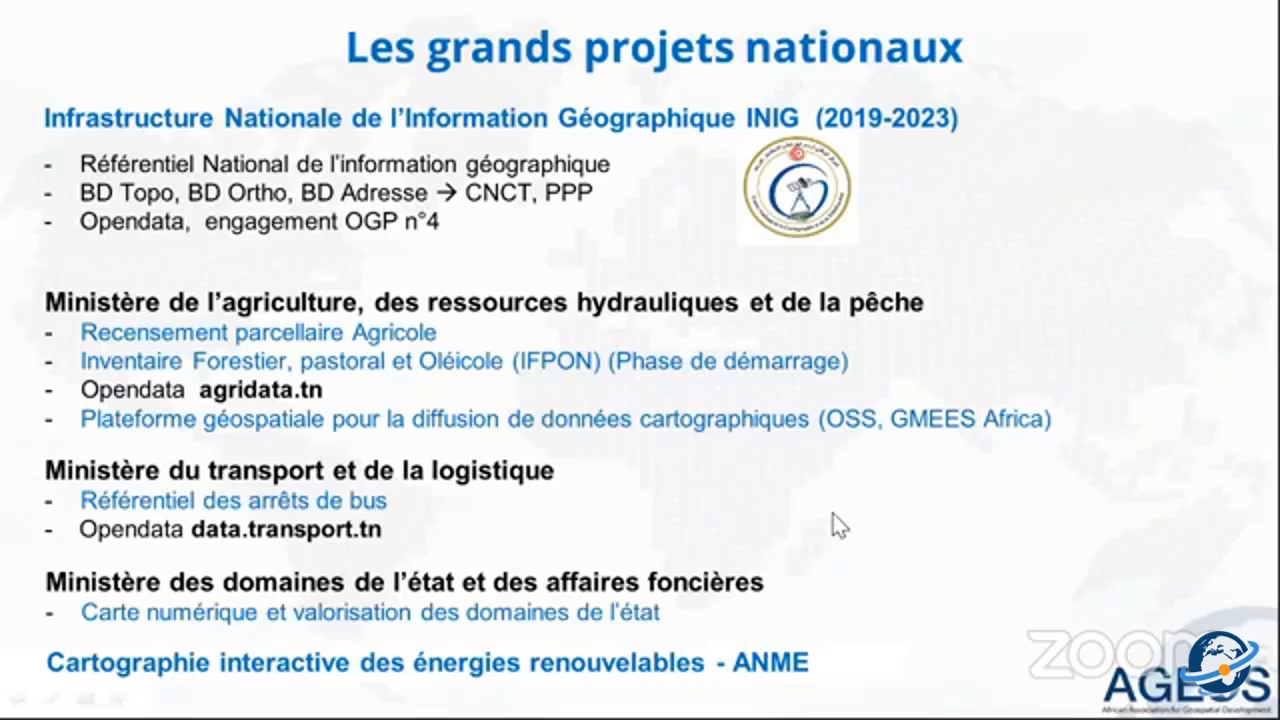 Les grands projets nationaux
Infrastructure Nationale de l'Information Géographique INIG (2019-2023)
- Référentiel National de l'information géographique
- BD Topo, BD Ortho, BD Adresse → CNCT, PPP
- Opendata, engagement OGP n°4
Ministère de l'agriculture, des ressources hydrauliques et de la pêche
- Recensement parcellaire Agricole
- Inventaire Forestier, pastoral et Oléicole (IFPON) (Phase de démarrage)
- Opendata agridata.tn
- Plateforme géospatiale pour la diffusion de données cartographiques (OSS, GMEES Africa)
Ministère du transport et de la logistique
- Référentiel des arrêts de bus
- Opendata data.transport.tn
Ministère des domaines de l'état et des affaires foncières
- Carte numérique et valorisation des domaines de l'état
Cartographie interactive des énergies renouvelables - ANME
zoom
AGEOS
African Association for Geospatial Development